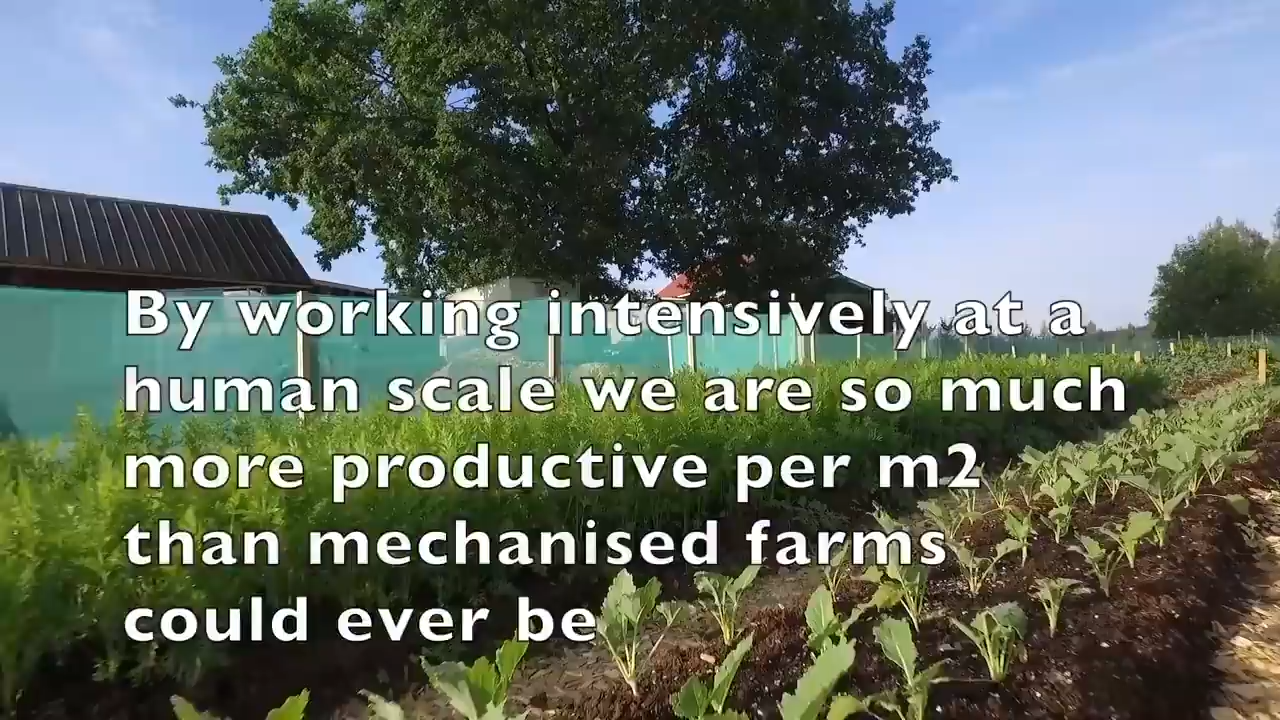 By working intensively at a
human scale we are so much
more productive per m2
than mechanised farms
could ever be